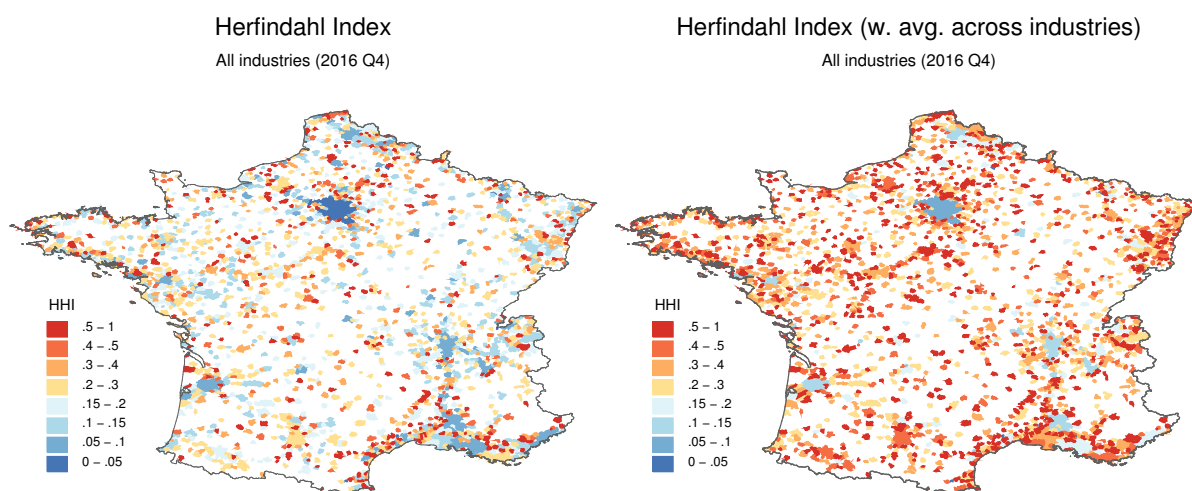 Herfindahl Index
All industries (2016 Q4)
HHI
.5 − 1
.4 − .5
.3 − .4
.2 − .3
.15 − .2
.1 − .15
.05 − .1
0 − .05
Herfindahl Index (w. avg. across industries)
All industries (2016 Q4)
HHI
.5 − 1
.4 − .5
.3 − .4
.2 − .3
.15 − .2
.1 − .15
.05 − .1
0 − .05